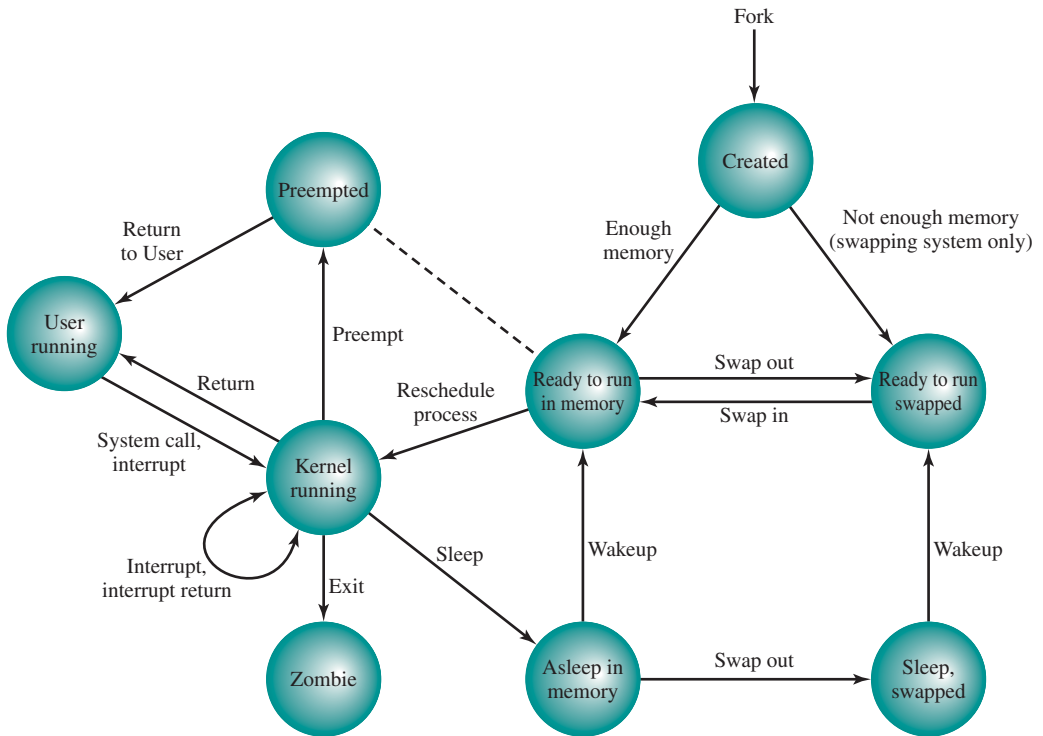 Fork
Created
Preempted
Not enough memory
(swapping system only)
Enough
memory
Return
to User
User
running
Preempt
Return
Reschedule
process
Ready to run
in memory
Swap out
Swap in
Ready to run
swapped
System call,
interrupt
Kernel
running
Interrupt,
interrupt return
Sleep
Wakeup
Wakeup
Exit
Zombie
Asleep in
memory
Swap out
Sleep,
swapped